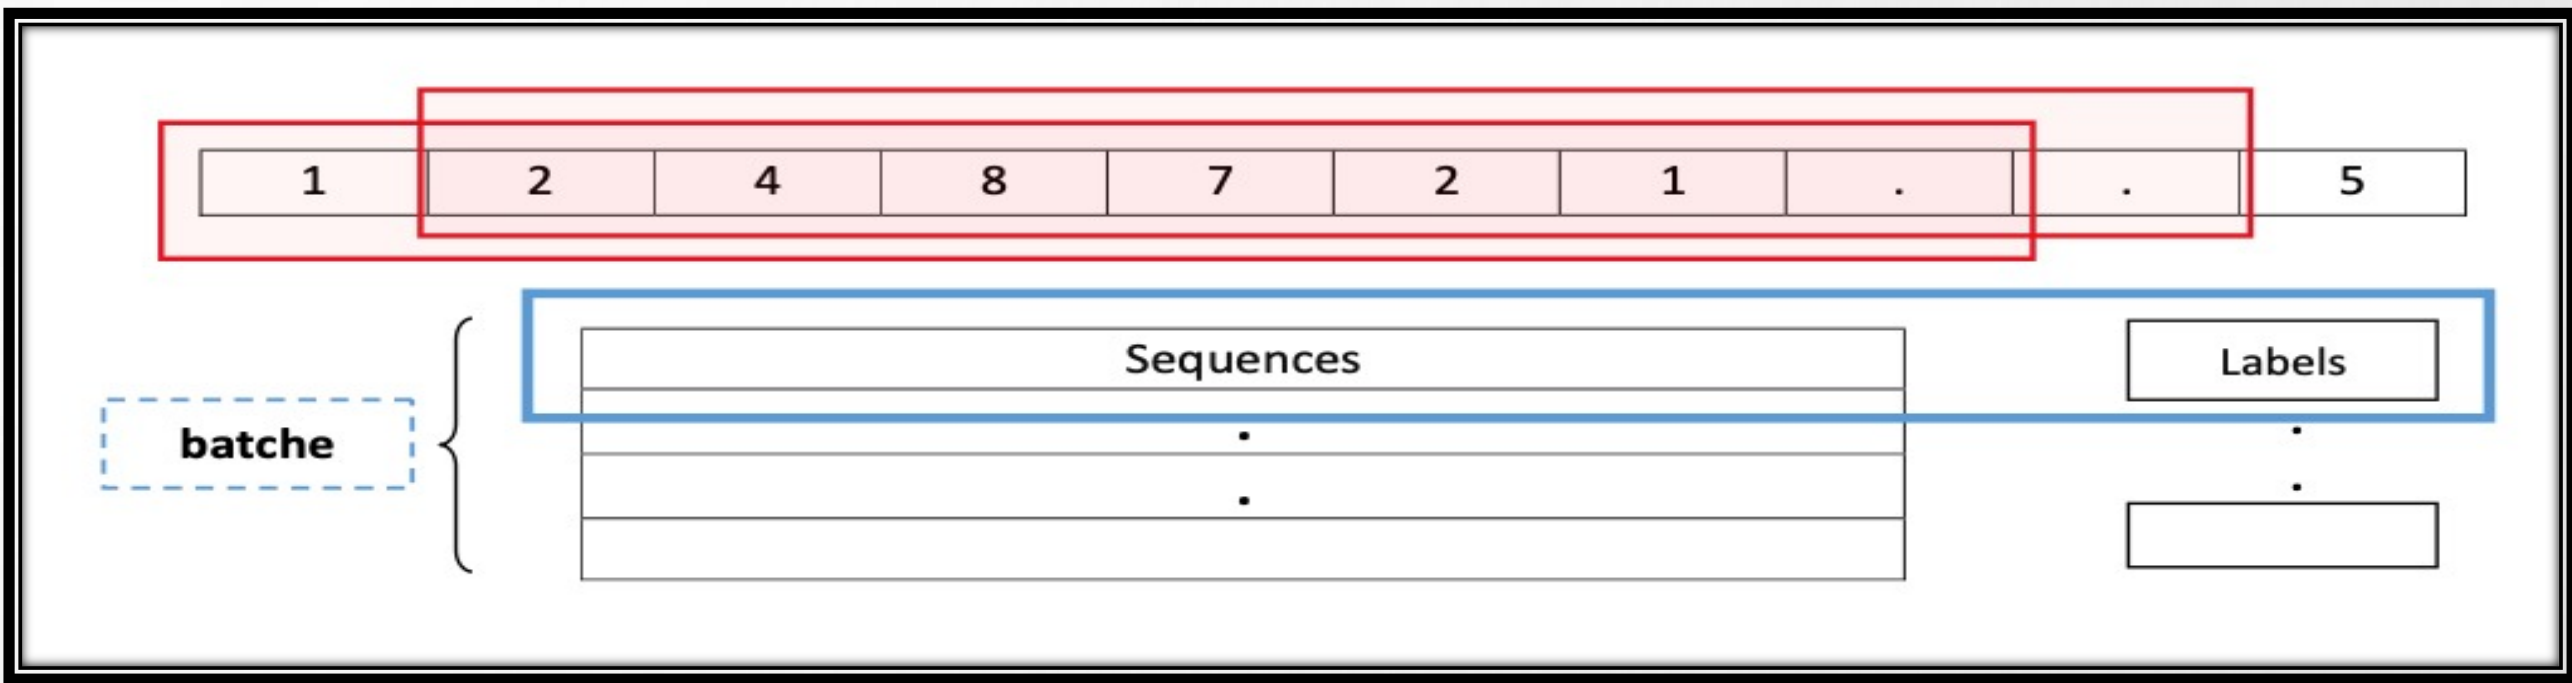 1 2 4 8 7 2 1 . . 5
Sequences
Labels
batche
.
.
.
.